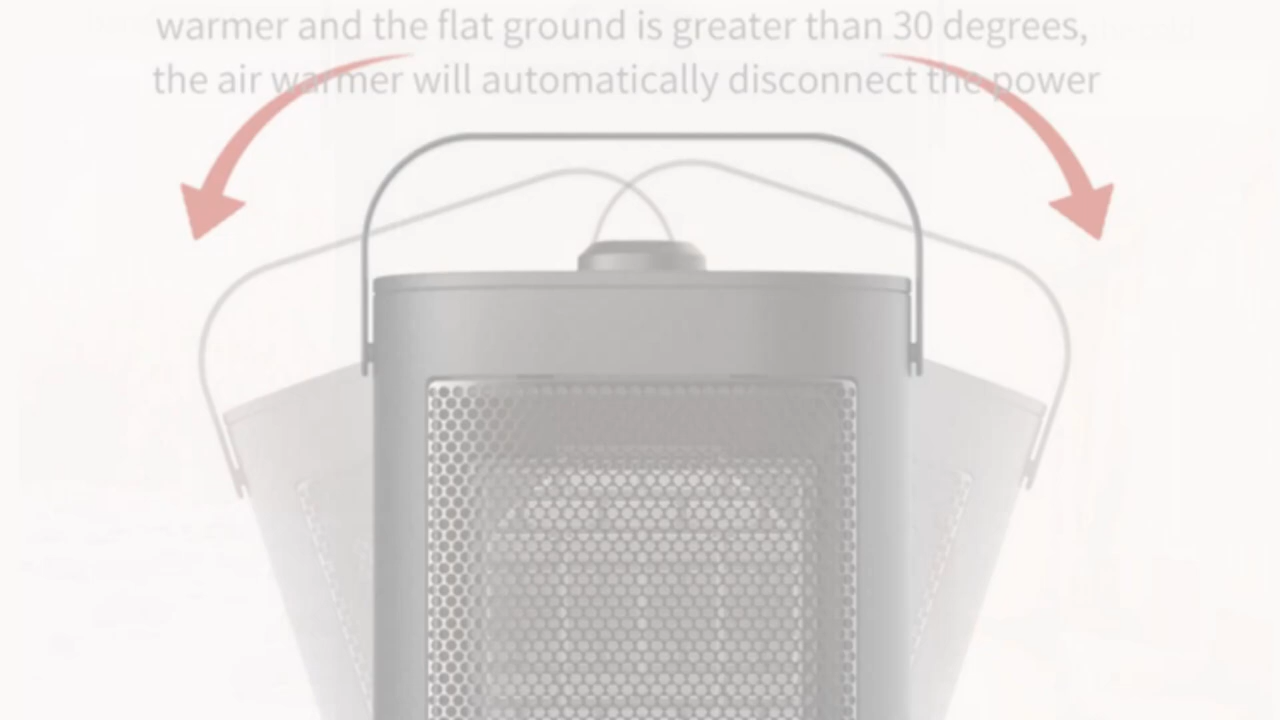 warmer and the flat ground is greater than 30 degrees,
the air warmer will automatically disconnect the power